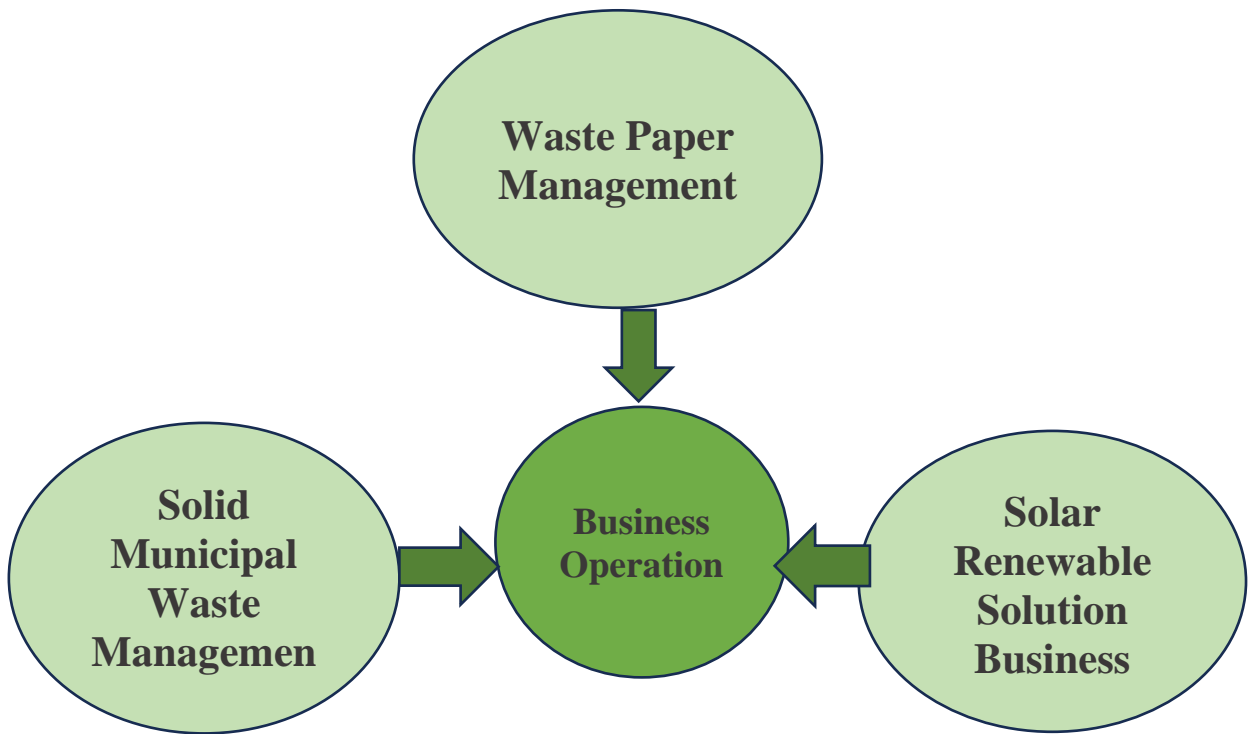 Waste Paper
Management
Business
Operation
Solid
Municipal
Waste
Managemen
Solar
Renewable
Solution
Business